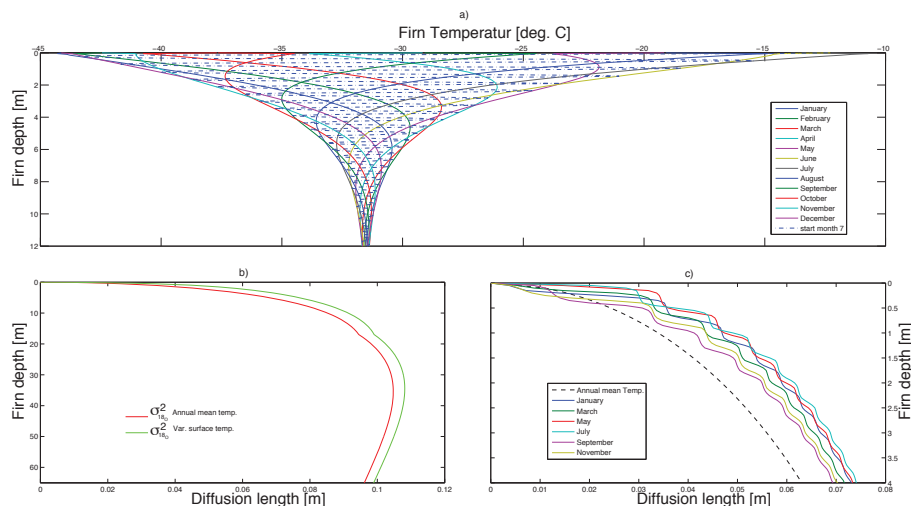 a)
Firn Temperatur [deg. C]
-45 -40 -35 -30 -25 -20 -15 -10
0
2
4
6
8
10
12
Firn depth [m]
January
February
March
April
May
June
July
August
September
October
November
December
start month 7
b)
0
10
20
30
40
50
60
Firn depth [m]
σ²₁₈O Annual mean temp.
σ²₁₈O Var. surface temp.
0 0.02 0.04 0.06 0.08 0.1 0.12
Diffusion length [m]
c)
0
0.5
1
1.5
2
2.5
3
3.5
4
Firn depth [m]
Annual mean Temp.
January
March
May
July
September
November
0 0.01 0.02 0.03 0.04 0.05 0.06 0.07 0.08
Diffusion length [m]